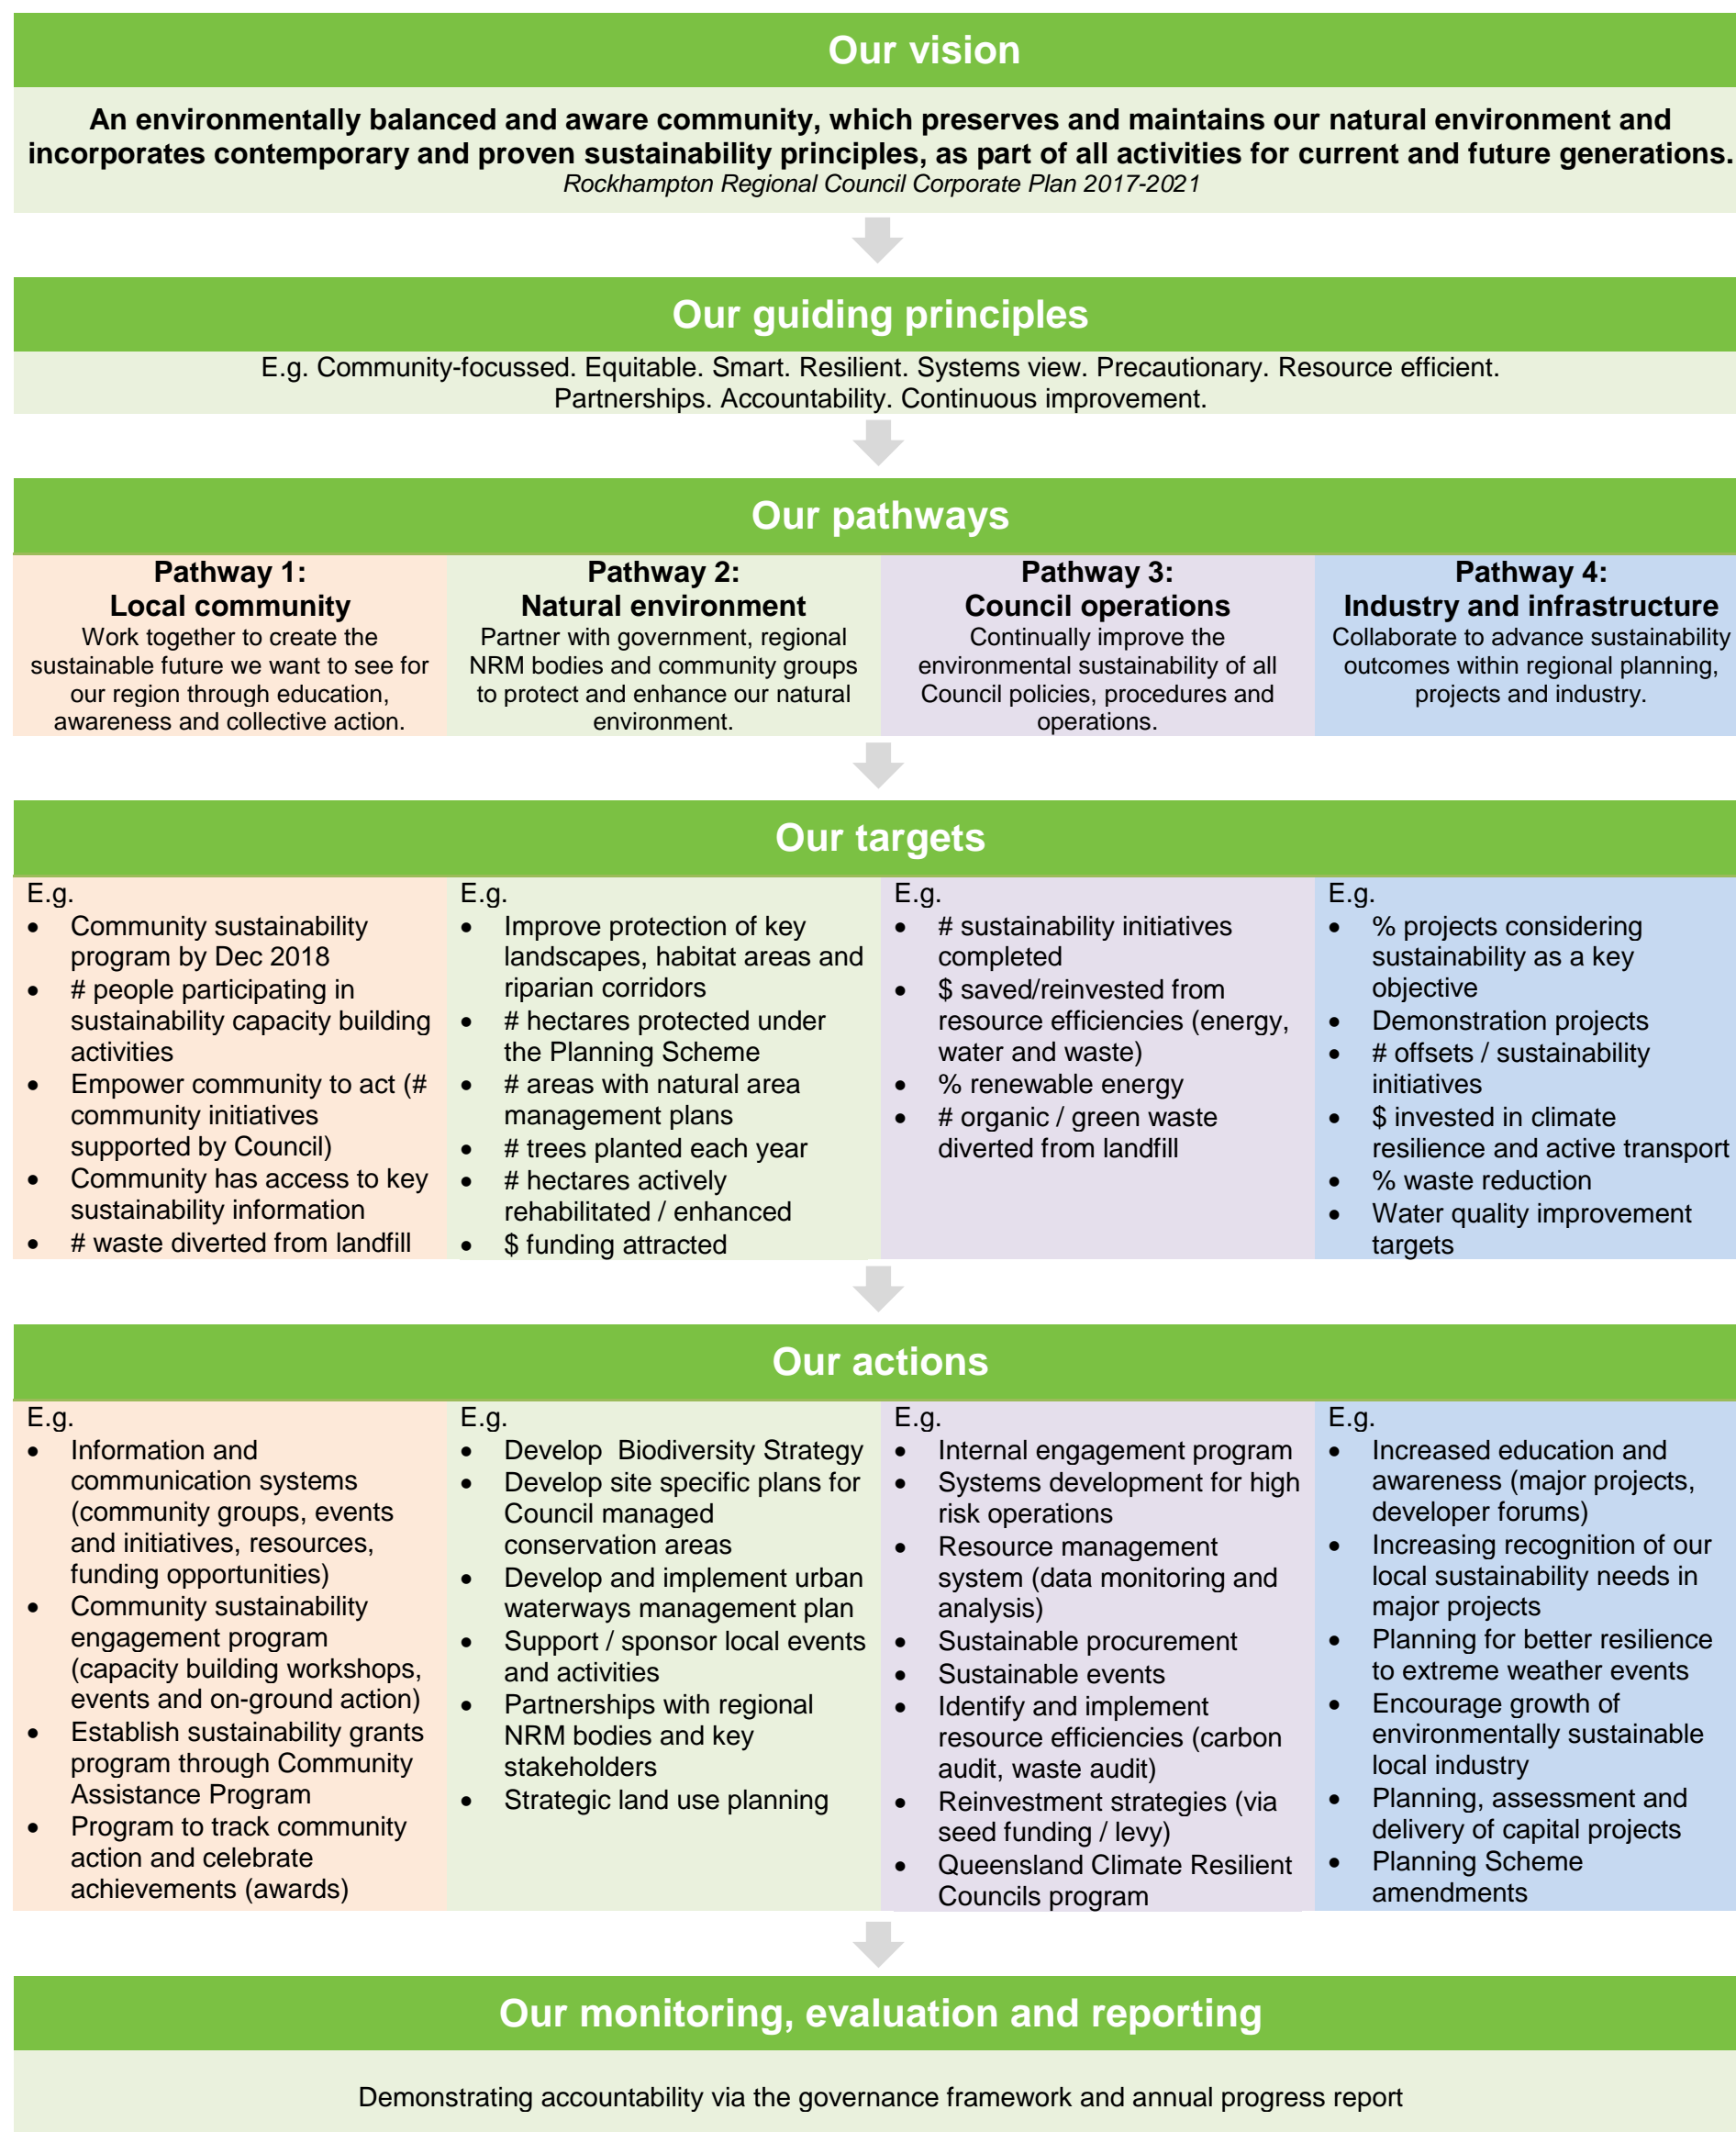 Our vision
An environmentally balanced and aware community, which preserves and maintains our natural environment and
incorporates contemporary and proven sustainability principles, as part of all activities for current and future generations.
Rockhampton Regional Council Corporate Plan 2017-2021
Our guiding principles
E.g. Community-focussed. Equitable. Smart. Resilient. Systems view. Precautionary. Resource efficient.
Partnerships. Accountability. Continuous improvement.
Our pathways
Pathway 1:
Local community
Work together to create the
sustainable future we want to see for
our region through education,
awareness and collective action.
Pathway 2:
Natural environment
Partner with government, regional
NRM bodies and community groups
to protect and enhance our natural
environment.
Pathway 3:
Council operations
Continually improve the
environmental sustainability of all
Council policies, procedures and
operations.
Pathway 4:
Industry and infrastructure
Collaborate to advance sustainability
outcomes within regional planning,
projects and industry.
Our targets
E.g.
• Community sustainability
program by Dec 2018
• # people participating in
sustainability capacity building
activities
• Empower community to act (#
community initiatives
supported by Council)
• Community has access to key
sustainability information
• # waste diverted from landfill
E.g.
• Improve protection of key
landscapes, habitat areas and
riparian corridors
• # hectares protected under
the Planning Scheme
• # areas with natural area
management plans
• # trees planted each year
• # hectares actively
rehabilitated / enhanced
• $ funding attracted
E.g.
• # sustainability initiatives
completed
• $ saved/reinvested from
resource efficiencies (energy,
water and waste)
• % renewable energy
• # organic / green waste
diverted from landfill
E.g.
• % projects considering
sustainability as a key
objective
• Demonstration projects
• # offsets / sustainability
initiatives
• $ invested in climate
resilience and active transport
• % waste reduction
• Water quality improvement
targets
Our actions
E.g.
• Information and
communication systems
(community groups, events
and initiatives, resources,
funding opportunities)
• Community sustainability
engagement program
(capacity building workshops,
events and on-ground action)
• Establish sustainability grants
program through Community
Assistance Program
• Program to track community
action and celebrate
achievements (awards)
E.g.
• Develop  Biodiversity Strategy
• Develop site specific plans for
Council managed
conservation areas
• Develop and implement urban
waterways management plan
• Support / sponsor local events
and activities
• Partnerships with regional
NRM bodies and key
stakeholders
• Strategic land use planning
E.g.
• Internal engagement program
• Systems development for high
risk operations
• Resource management
system (data monitoring and
analysis)
• Sustainable procurement
• Sustainable events
• Identify and implement
resource efficiencies (carbon
audit, waste audit)
• Reinvestment strategies (via
seed funding / levy)
• Queensland Climate Resilient
Councils program
E.g.
• Increased education and
awareness (major projects,
developer forums)
• Increasing recognition of our
local sustainability needs in
major projects
• Planning for better resilience
to extreme weather events
• Encourage growth of
environmentally sustainable
local industry
• Planning, assessment and
delivery of capital projects
• Planning Scheme
amendments
Our monitoring, evaluation and reporting
Demonstrating accountability via the governance framework and annual progress report